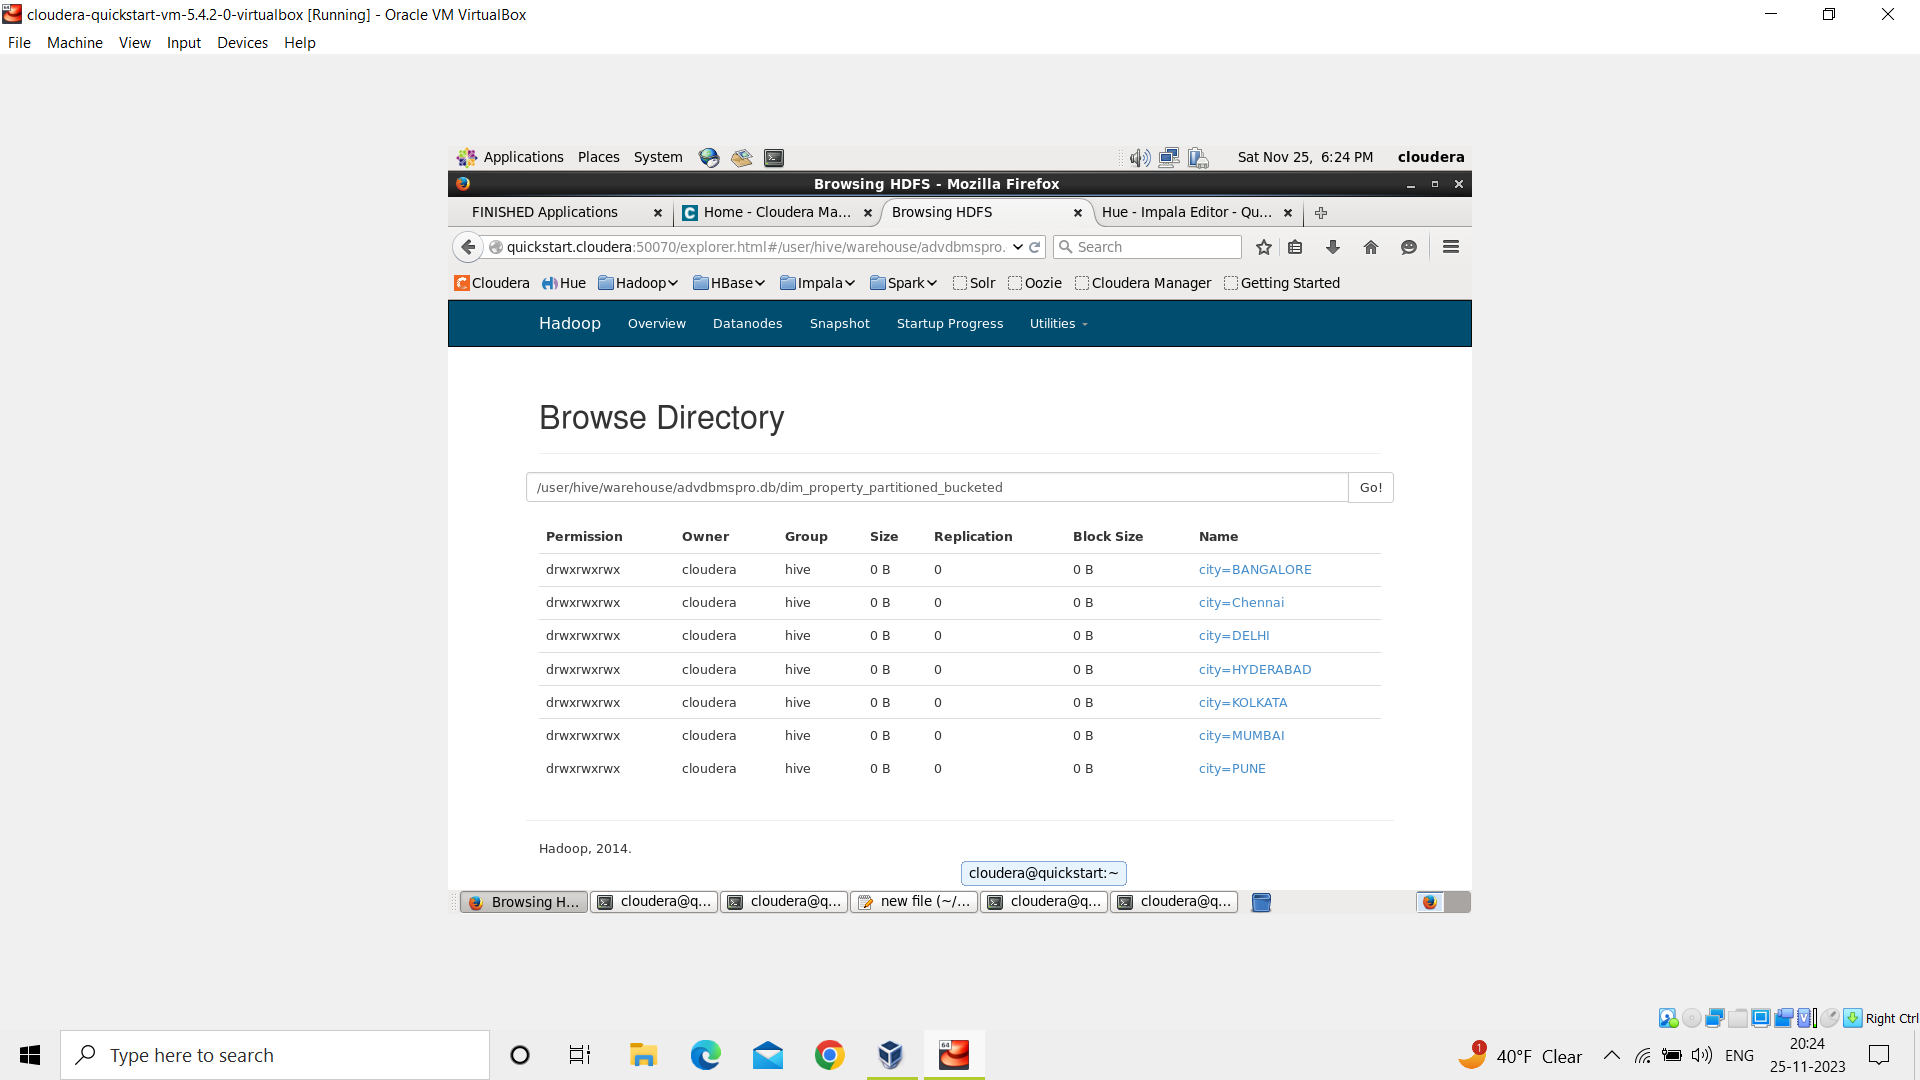 cloudera-quickstart-vm-5.4.2-0-virtualbox [Running] - Oracle VM VirtualBox
File Machine View Input Devices Help
Applications Places System Sat Nov 25, 6:24 PM cloudera
Browsing HDFS - Mozilla Firefox
FINISHED Applications Home - Cloudera Ma... Browsing HDFS Hue - Impala Editor - Qu...
quickstart.cloudera:50070/explorer.html#/user/hive/warehouse/advdbmspro. Search
Cloudera Hue Hadoop HBase Impala Spark Solr Oozie Cloudera Manager Getting Started
Hadoop Overview Datanodes Snapshot Startup Progress Utilities
Browse Directory
/user/hive/warehouse/advdbmspro.db/dim_property_partitioned_bucketed Go!
Permission Owner Group Size Replication Block Size Name
drwxrwxrwx cloudera hive 0 B 0 0 B city=BANGALORE
drwxrwxrwx cloudera hive 0 B 0 0 B city=Chennai
drwxrwxrwx cloudera hive 0 B 0 0 B city=DELHI
drwxrwxrwx cloudera hive 0 B 0 0 B city=HYDERABAD
drwxrwxrwx cloudera hive 0 B 0 0 B city=KOLKATA
drwxrwxrwx cloudera hive 0 B 0 0 B city=MUMBAI
drwxrwxrwx cloudera hive 0 B 0 0 B city=PUNE
Hadoop, 2014.
cloudera@quickstart:~
Browsing H... cloudera@q... cloudera@q... new file (~/... cloudera@q... cloudera@q...
Right Ctrl
Type here to search 64 1 40°F Clear ENG 20:24
25-11-2023